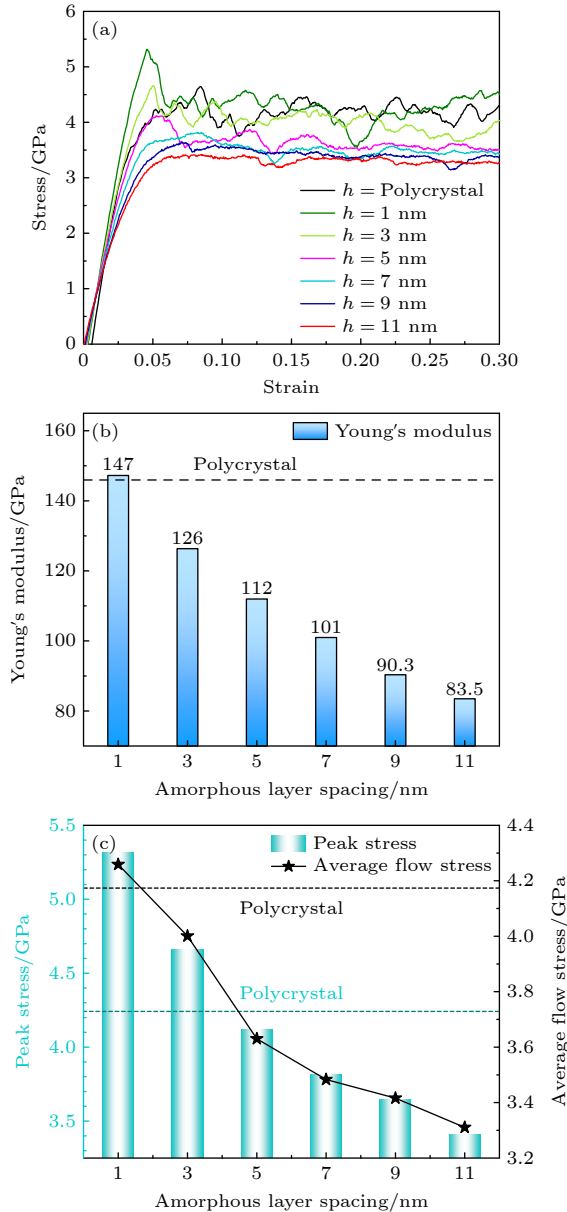 (a)
Stress/GPa
6
5
4
3
2
1
0
h = Polycrystal
h = 1 nm
h = 3 nm
h = 5 nm
h = 7 nm
h = 9 nm
h = 11 nm
0 0.05 0.10 0.15 0.20 0.25 0.30
Strain
(b)
Young's modulus
Young's modulus/GPa
160
140
120
100
80
Polycrystal
147
126
112
101
90.3
83.5
1 3 5 7 9 11
Amorphous layer spacing/nm
(c)
Peak stress
Average flow stress
Peak stress/GPa
5.5
5.0
4.5
4.0
3.5
Polycrystal
Polycrystal
4.4
4.2
4.0
3.8
3.6
3.4
3.2
Average flow stress/GPa
1 3 5 7 9 11
Amorphous layer spacing/nm